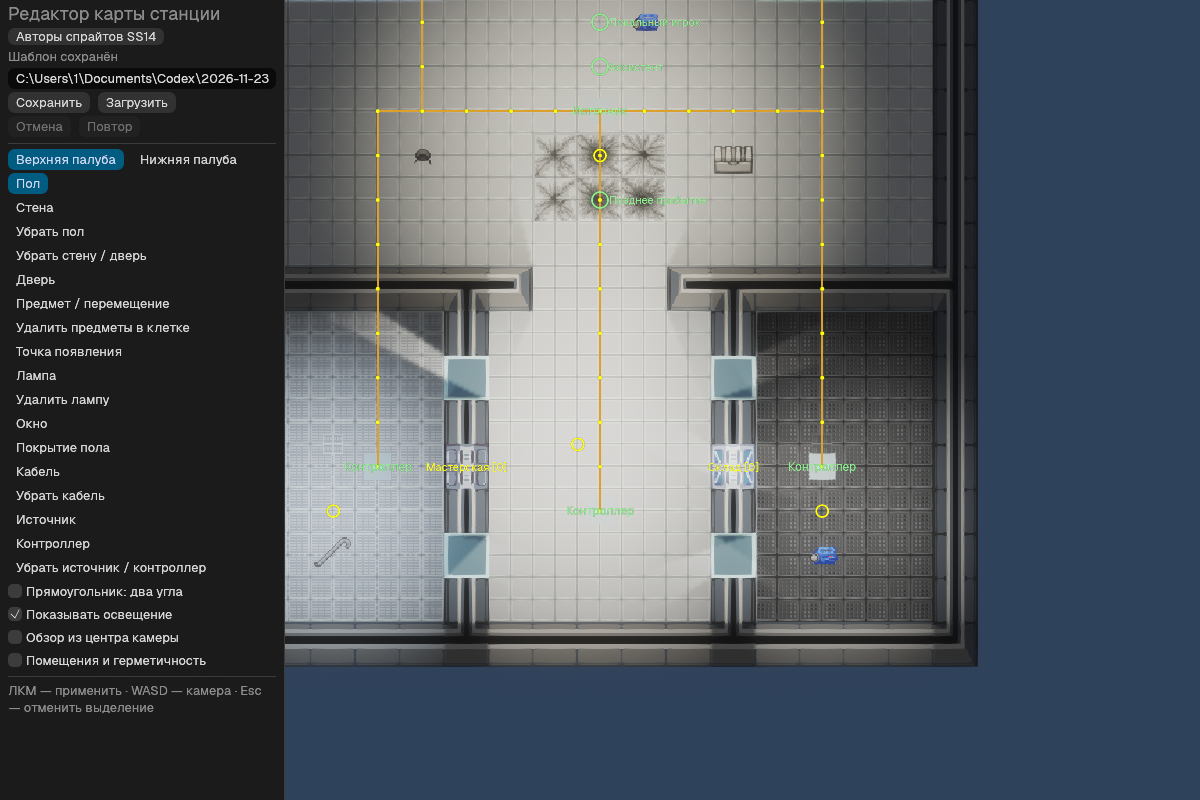 Редактор карты станции
Авторы спрайтов SS14
Шаблон сохранён
C:\Users\1\Documents\Codex\2026-11-23
Сохранить Загрузить
Отмена Повтор
Верхняя палуба Нижняя палуба
Пол
Стена
Убрать пол
Убрать стену / дверь
Дверь
Предмет / перемещение
Удалить предметы в клетке
Точка появления
Лампа
Удалить лампу
Окно
Покрытие пола
Кабель
Убрать кабель
Источник
Контроллер
Убрать источник / контроллер
Прямоугольник: два угла
Показывать освещение
Обзор из центра камеры
Помещения и герметичность
ЛКМ — применить · WASD — камера · Esc
— отменить выделение
Локальный игрок
Контроллер
Мастерская [0]
Контроллер
Контроллер